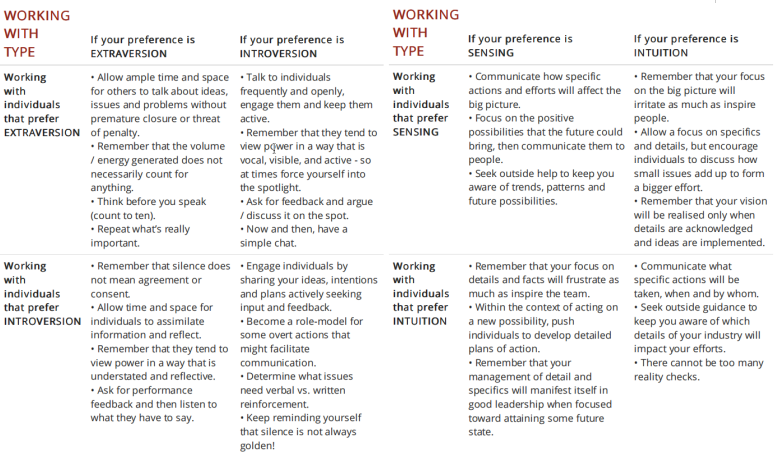 WORKING
WITH
TYPE
If your preference is
EXTRAVERSION
If your preference is
INTROVERSION
Working
with
individuals
that prefer
EXTRAVERSION
• Allow ample time and space
for others to talk about ideas,
issues and problems without
premature closure or threat
of penalty.
• Remember that the volume
/ energy generated does not
necessarily count for
anything.
• Think before you speak
(count to ten).
• Repeat what's really
important.
• Talk to individuals
frequently and openly,
engage them and keep them
active.
• Remember that they tend to
view power in a way that is
vocal, visible, and active - so
at times force yourself into
the spotlight.
• Ask for feedback and argue
/ discuss it on the spot.
• Now and then, have a
simple chat.
Working
with
individuals
that prefer
INTROVERSION
• Remember that silence does
not mean agreement or
consent.
• Allow time and space for
individuals to assimilate
information and reflect.
• Remember that they tend to
view power in a way that is
understated and reflective.
• Ask for performance
feedback and then listen to
what they have to say.
• Engage individuals by
sharing your ideas, intentions
and plans actively seeking
input and feedback.
• Become a role-model for
some overt actions that
might facilitate
communication.
• Determine what issues
need verbal vs. written
reinforcement.
• Keep reminding yourself
that silence is not always
golden!
WORKING
WITH
TYPE
If your preference is
SENSING
If your preference is
INTUITION
Working
with
individuals
that prefer
SENSING
• Communicate how specific
actions and efforts will affect the
big picture.
• Focus on the positive
possibilities that the future could
bring, then communicate them to
people.
• Seek outside help to keep you
aware of trends, patterns and
future possibilities.
• Remember that your focus
on the big picture will
irritate as much as inspire
people.
• Allow a focus on specifics
and details, but encourage
individuals to discuss how
small issues add up to form
a bigger effort.
• Remember that your vision
will be realised only when
details are acknowledged
and ideas are implemented.
Working
with
individuals
that prefer
INTUITION
• Remember that your focus on
details and facts will frustrate as
much as inspire the team.
• Within the context of acting on
a new possibility, push
individuals to develop detailed
plans of action.
• Remember that your
management of detail and
specifics will manifest itself in
good leadership when focused
toward attaining some future
state.
• Communicate what
specific actions will be
taken, when and by whom.
• Seek outside guidance to
keep you aware of which
details of your industry will
impact your efforts.
• There cannot be too many
reality checks.